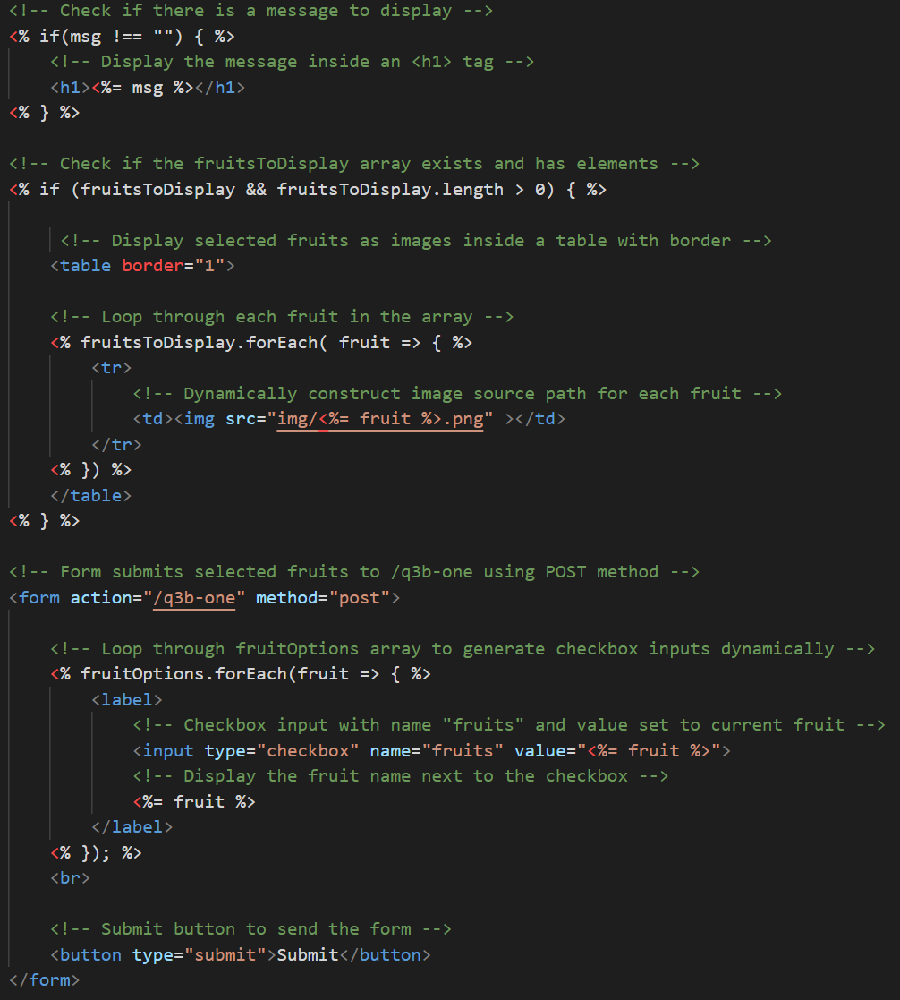 <!-- Check if there is a message to display -->
<% if(msg !== "") { %>
    <!-- Display the message inside an <h1> tag -->
    <h1><%= msg %></h1>
<% } %>

<!-- Check if the fruitsToDisplay array exists and has elements -->
<% if (fruitsToDisplay && fruitsToDisplay.length > 0) { %>

     <!-- Display selected fruits as images inside a table with border -->
    <table border="1">

    <!-- Loop through each fruit in the array -->
    <% fruitsToDisplay.forEach( fruit => { %>
        <tr>
            <!-- Dynamically construct image source path for each fruit -->
            <td><img src="img/<%= fruit %>.png" ></td>
        </tr>
    <% }) %>
    </table>
<% } %>

<!-- Form submits selected fruits to /q3b-one using POST method -->
<form action="/q3b-one" method="post">

    <!-- Loop through fruitOptions array to generate checkbox inputs dynamically -->
    <% fruitOptions.forEach(fruit => { %>
        <label>
            <!-- Checkbox input with name "fruits" and value set to current fruit -->
            <input type="checkbox" name="fruits" value="<%= fruit %>">
            <!-- Display the fruit name next to the checkbox -->
            <%= fruit %>
        </label>
    <% }); %>
    <br>

    <!-- Submit button to send the form -->
    <button type="submit">Submit</button>
</form>